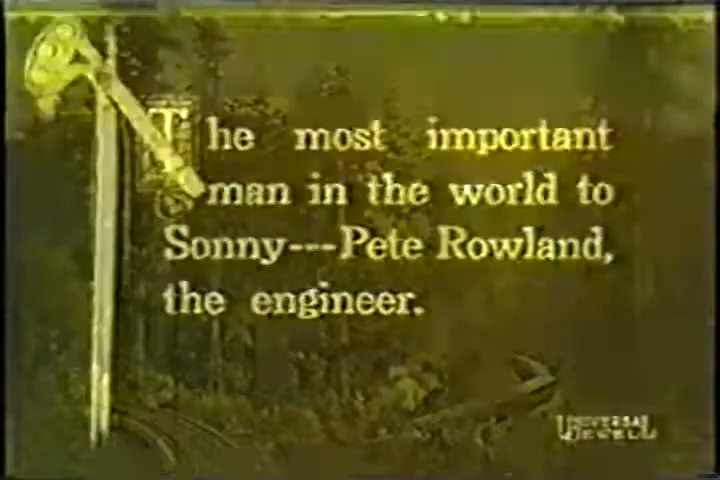 The most important
man in the world to
Sonny---Pete Rowland,
the engineer.
UNIVERSAL
JEWEL